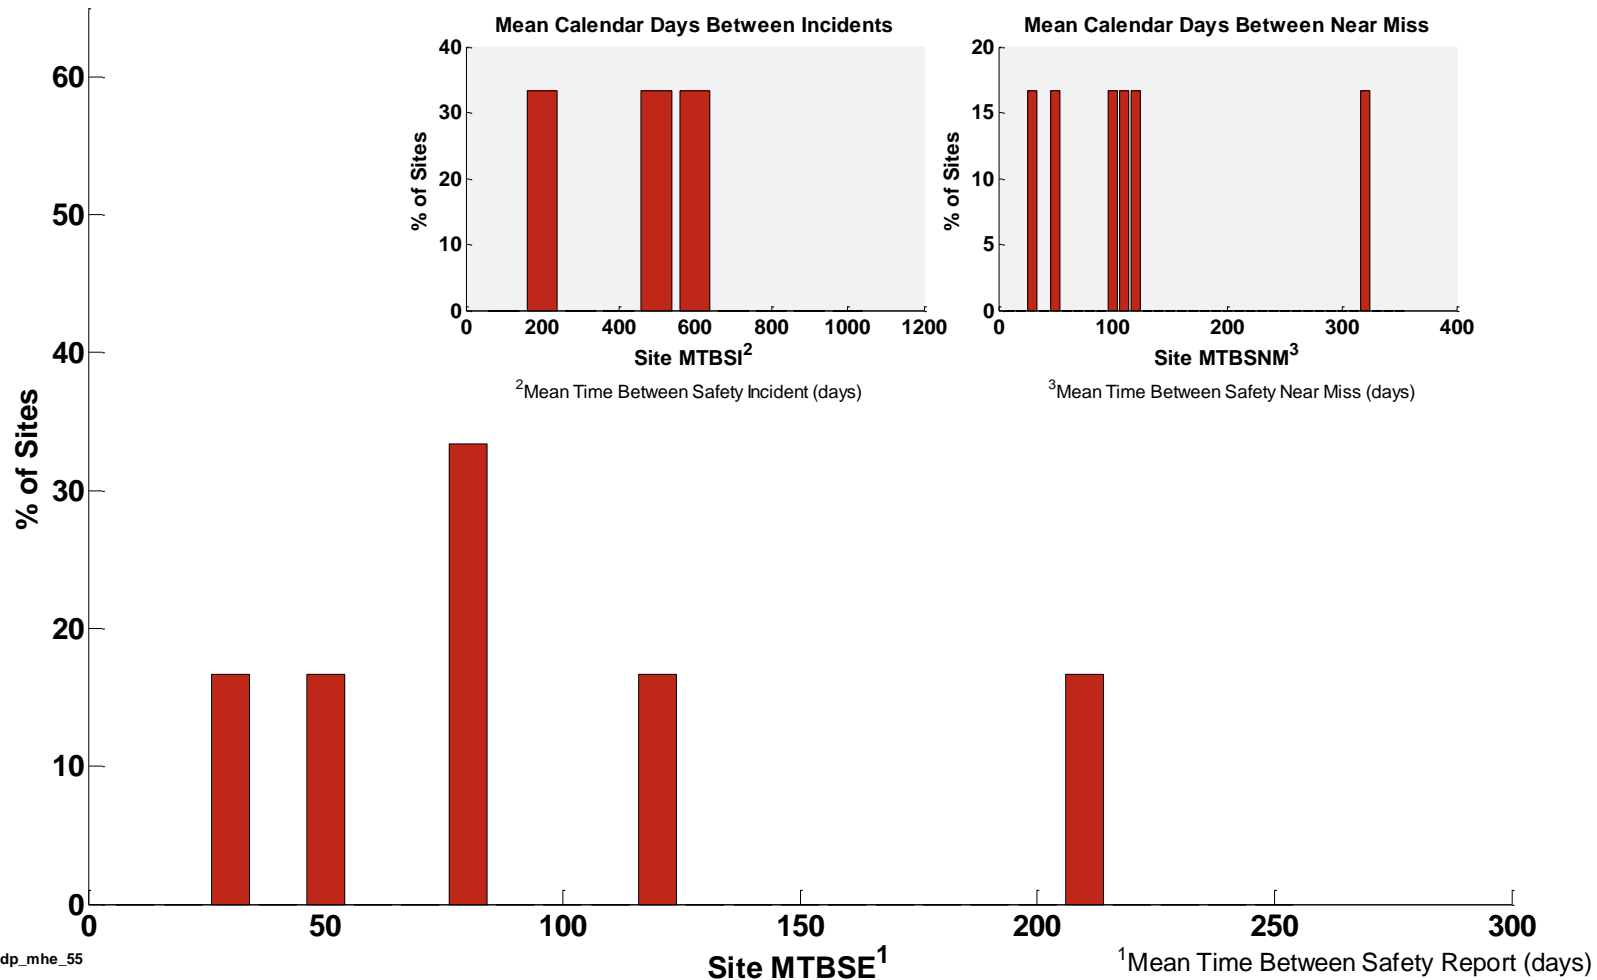 Mean Calendar Days Between Incidents
40
30
20
10
0
% of Sites
0 200 400 600 800 1000 1200
Site MTBSI²
²Mean Time Between Safety Incident (days)
Mean Calendar Days Between Near Miss
20
15
10
5
0
% of Sites
0 100 200 300 400
Site MTBSNM³
³Mean Time Between Safety Near Miss (days)
60
50
40
30
20
10
0
% of Sites
0 50 100 150 200 250 300
Site MTBSE¹
dp_mhe_55
¹Mean Time Between Safety Report (days)